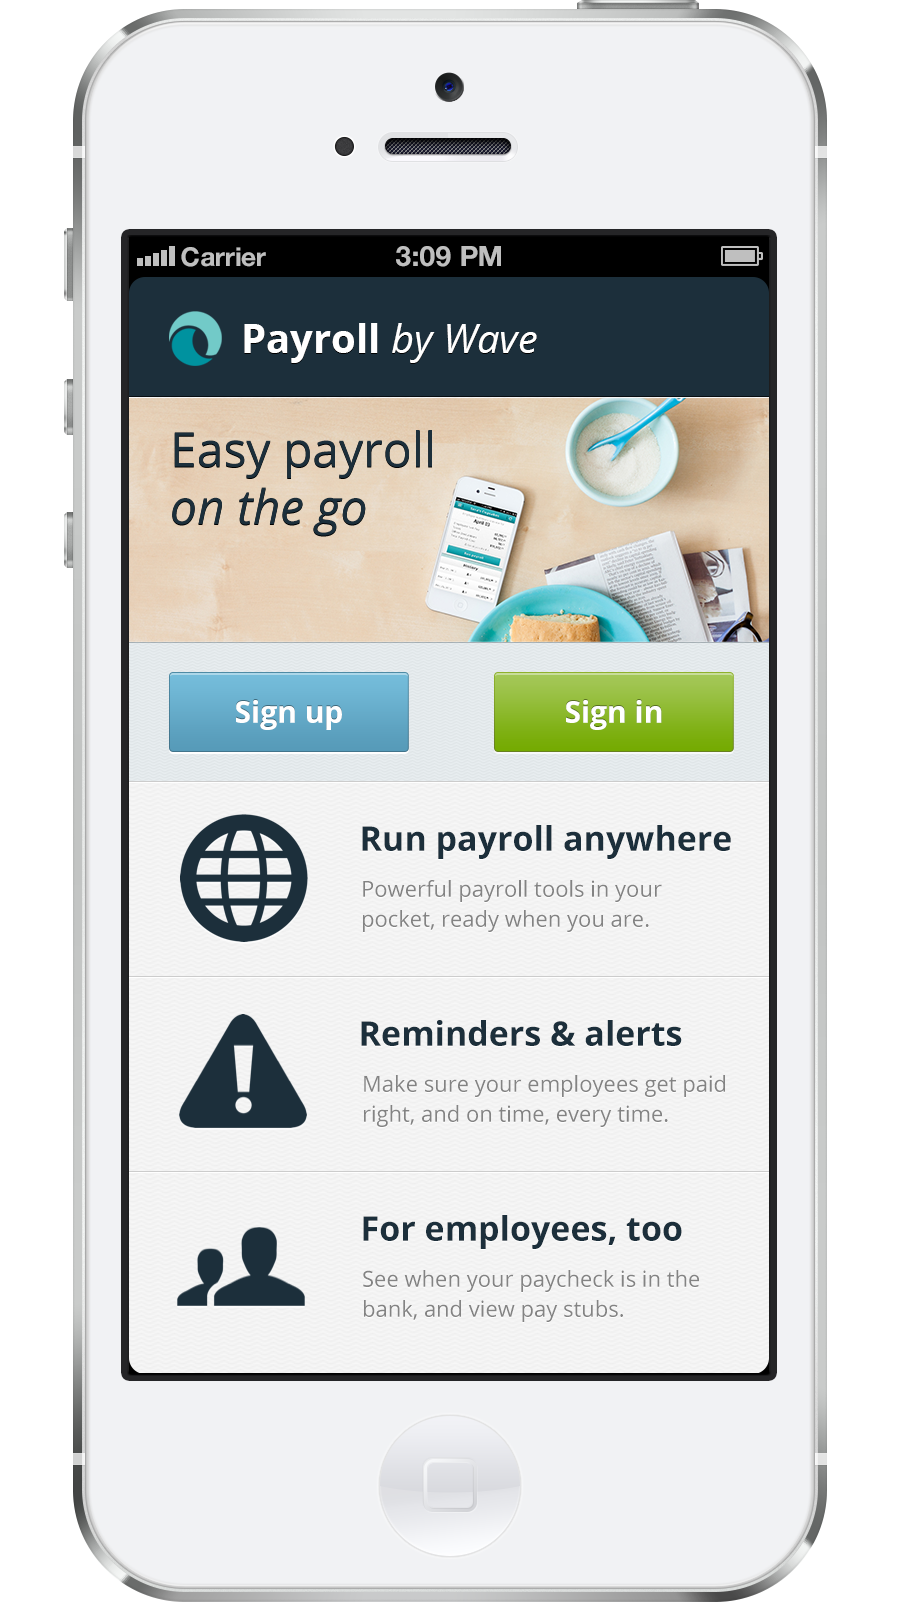 Carrier 3:09 PM
Payroll by Wave
Easy payroll
on the go
April 03
Sign up
Sign in
Run payroll anywhere
Powerful payroll tools in your
pocket, ready when you are.
Reminders & alerts
Make sure your employees get paid
right, and on time, every time.
For employees, too
See when your paycheck is in the
bank, and view pay stubs.